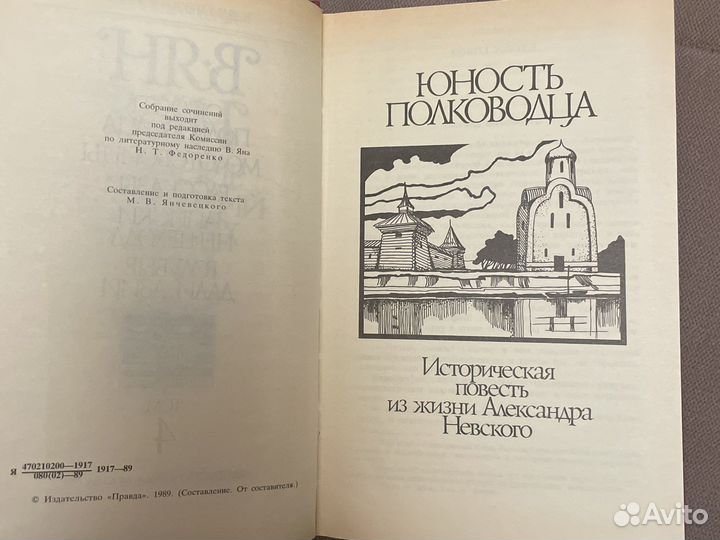 Собрание сочинений
выходит
под редакцией
председателя Комиссии
по литературному наследию В. Яна
Н. Т. Федоренко
Составление и подготовка текста
М. В. Янчевецкого
Я 470210200—1917
080(02)—89
1917—89
© Издательство «Правда». 1989. (Составление. От составителя.)
ЮНОСТЬ
ПОЛКОВОДЦА
Историческая
повесть
из жизни Александра
Невского
Avito